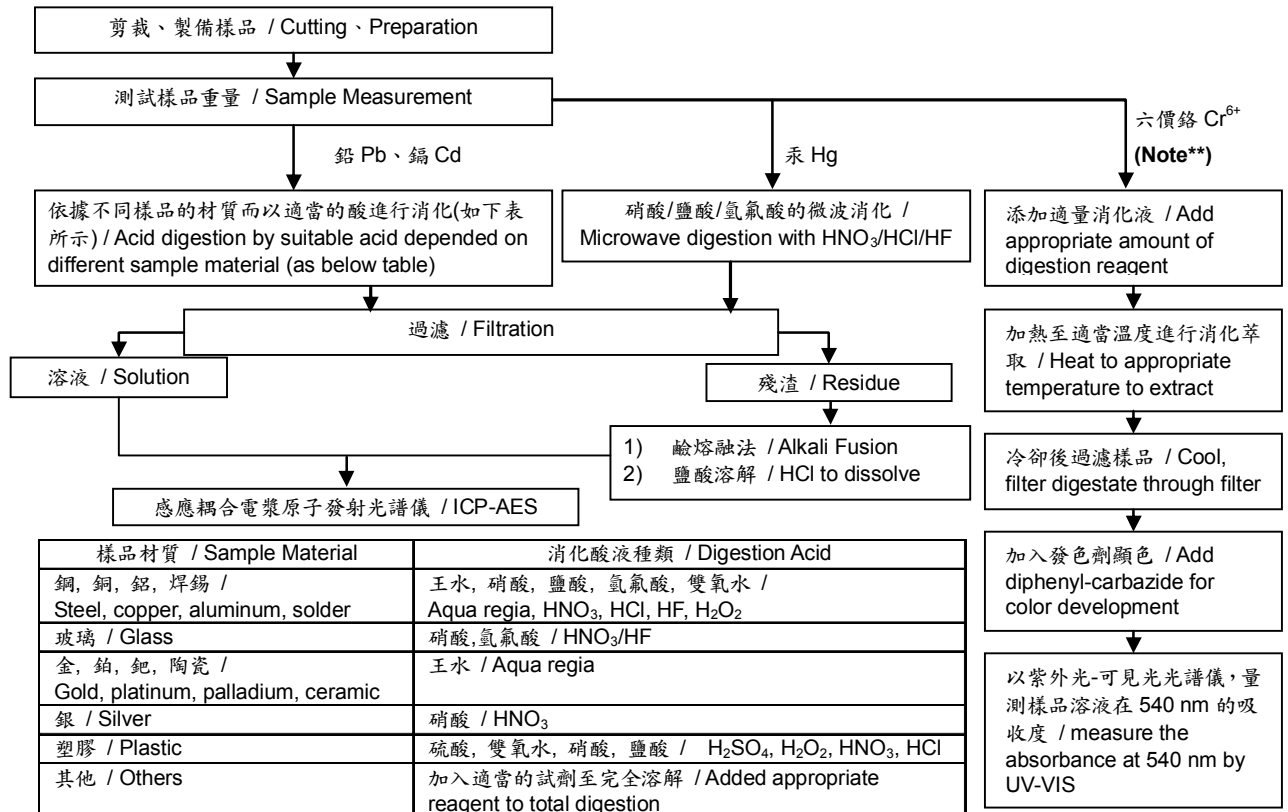 剪裁、製備樣品 / Cutting、Preparation
測試樣品重量 / Sample Measurement
鉛 Pb、鎘 Cd
汞 Hg
六價鉻 Cr⁶⁺
(Note**)
依據不同樣品的材質而以適當的酸進行消化(如下表
所示) / Acid digestion by suitable acid depended on
different sample material (as below table)
硝酸/鹽酸/氫氟酸的微波消化 /
Microwave digestion with HNO₃/HCl/HF
添加適量消化液 / Add
appropriate amount of
digestion reagent
過濾 / Filtration
溶液 / Solution
殘渣 / Residue
加熱至適當溫度進行消化萃
取 / Heat to appropriate
temperature to extract
1) 鹼熔融法 / Alkali Fusion
2) 鹽酸溶解 / HCl to dissolve
冷卻後過濾樣品 / Cool,
filter digestate through filter
感應耦合電漿原子發射光譜儀 / ICP-AES
加入發色劑顯色 / Add
diphenyl-carbazide for
color development
以紫外光-可見光光譜儀，量
測樣品溶液在 540 nm 的吸
收度 / measure the
absorbance at 540 nm by
UV-VIS
樣品材質 / Sample Material
消化酸液種類 / Digestion Acid
鋼, 銅, 鋁, 焊錫 /
Steel, copper, aluminum, solder
王水, 硝酸, 鹽酸, 氫氟酸, 雙氧水 /
Aqua regia, HNO₃, HCl, HF, H₂O₂
玻璃 / Glass
硝酸,氫氟酸 / HNO₃/HF
金, 鉑, 鈀, 陶瓷 /
Gold, platinum, palladium, ceramic
王水 / Aqua regia
銀 / Silver
硝酸 / HNO₃
塑膠 / Plastic
硫酸, 雙氧水, 硝酸, 鹽酸 / H₂SO₄, H₂O₂, HNO₃, HCl
其他 / Others
加入適當的試劑至完全溶解 / Added appropriate
reagent to total digestion